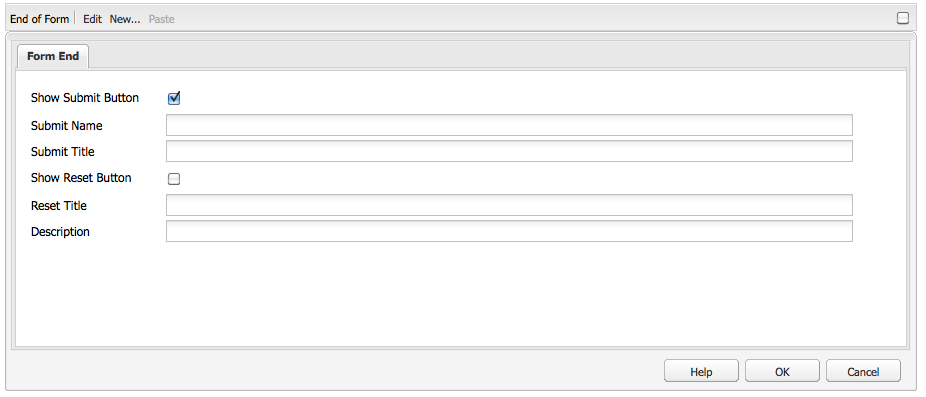 End of Form Edit New... Paste
Form End
Show Submit Button
Submit Name
Submit Title
Show Reset Button
Reset Title
Description
Help OK Cancel